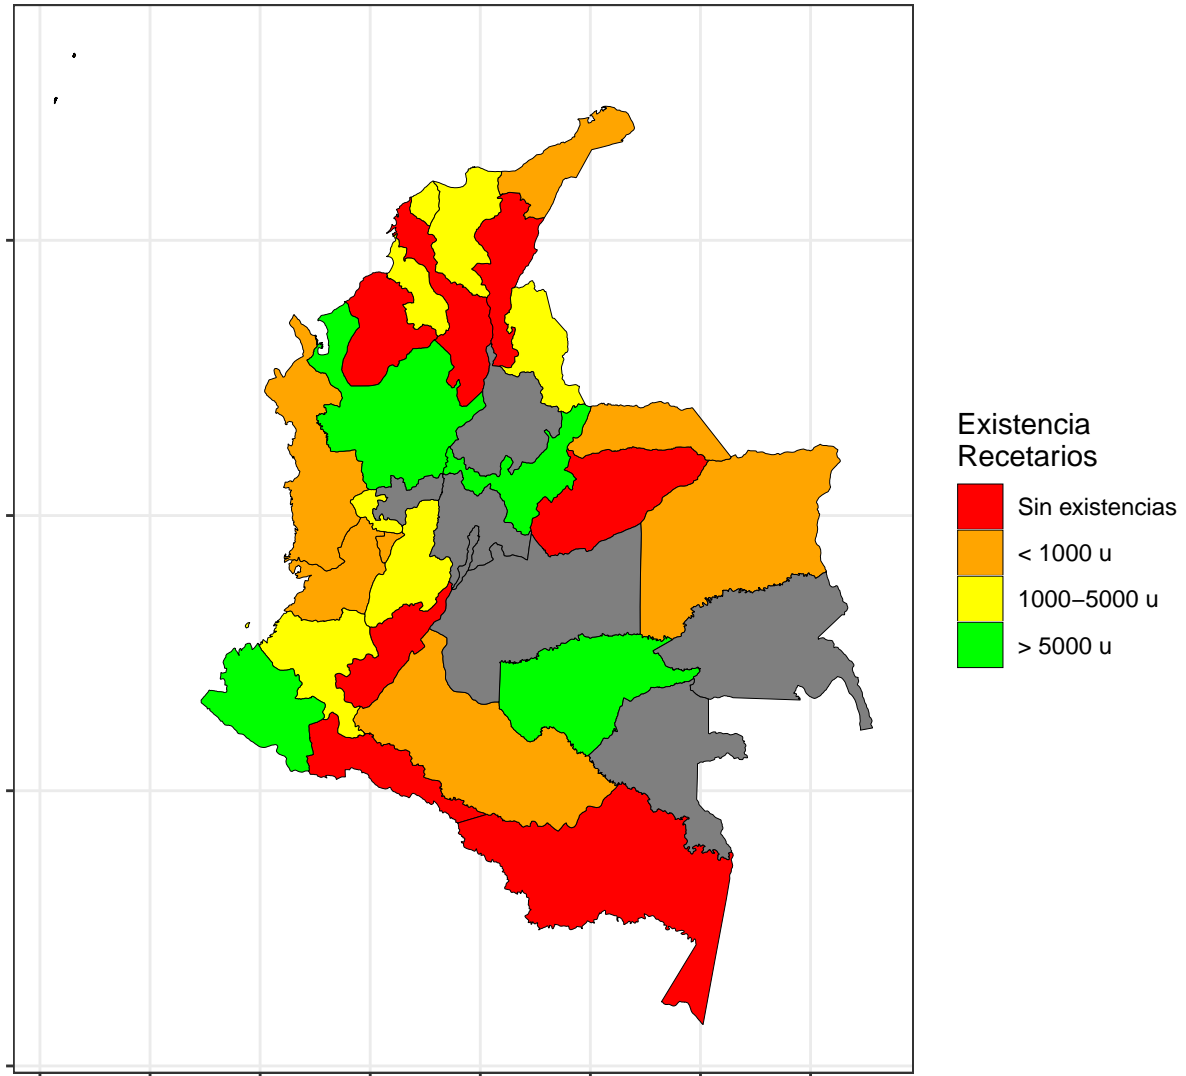 Existencia
Recetarios
Sin existencias
< 1000 u
1000−5000 u
> 5000 u